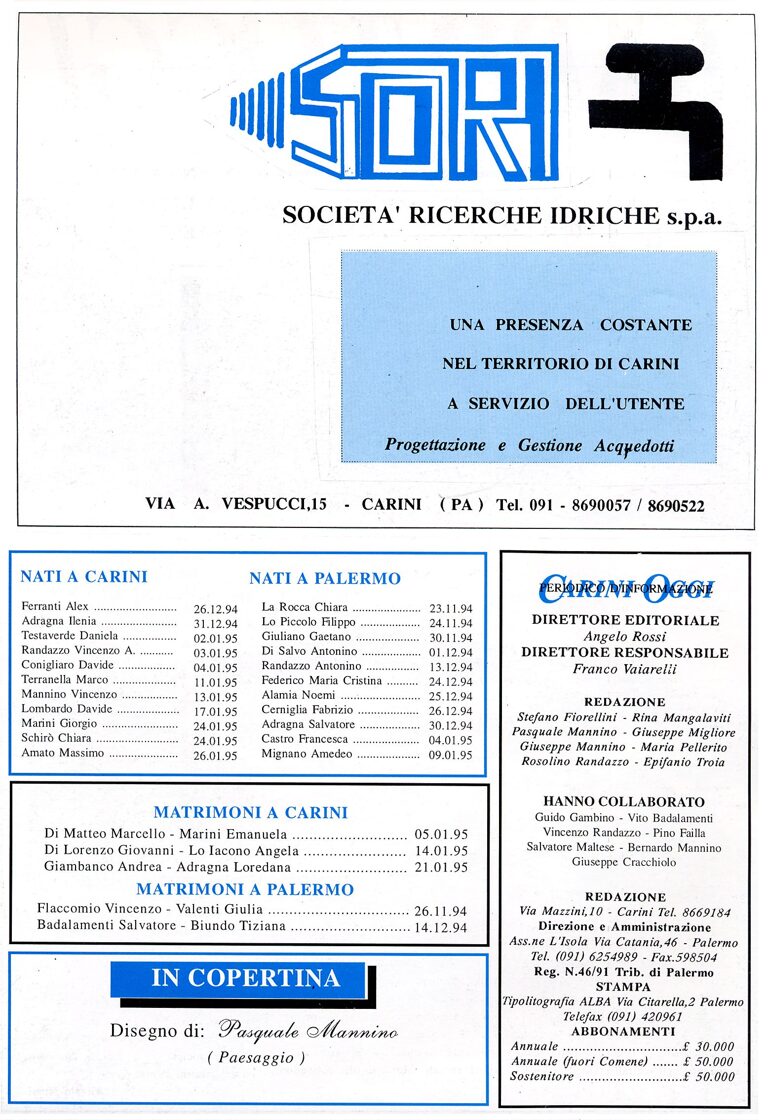 SORI
SOCIETA' RICERCHE IDRICHE s.p.a.
UNA PRESENZA COSTANTE
NEL TERRITORIO DI CARINI
A SERVIZIO DELL'UTENTE
Progettazione e Gestione Acquedotti
VIA A. VESPUCCI,15 - CARINI (PA) Tel. 091 - 8690057 / 8690522
NATI A CARINI
Ferranti Alex ......................... 26.12.94
Adragna Ilenia ....................... 31.12.94
Testaverde Daniela ................ 02.01.95
Randazzo Vincenzo A. .......... 03.01.95
Conigliaro Davide ................. 04.01.95
Terranella Marco .................... 11.01.95
Mannino Vincenzo ................. 13.01.95
Lombardo Davide .................. 17.01.95
Marini Giorgio ........................ 24.01.95
Schirò Chiara ......................... 24.01.95
Amato Massimo ..................... 26.01.95
NATI A PALERMO
La Rocca Chiara .................... 23.11.94
Lo Piccolo Filippo .................. 24.11.94
Giuliano Gaetano .................... 30.11.94
Di Salvo Antonino .................. 01.12.94
Randazzo Antonino ................ 13.12.94
Federico Maria Cristina .......... 24.12.94
Alamia Noemi ........................ 25.12.94
Cerniglia Fabrizio ................... 26.12.94
Adragna Salvatore .................. 30.12.94
Castro Francesca .................... 04.01.95
Mignano Amedeo ................... 09.01.95
MATRIMONI A CARINI
Di Matteo Marcello - Marini Emanuela ........................... 05.01.95
Di Lorenzo Giovanni - Lo Iacono Angela ......................... 14.01.95
Giambanco Andrea - Adragna Loredana .......................... 21.01.95
MATRIMONI A PALERMO
Flaccomio Vincenzo - Valenti Giulia ................................. 26.11.94
Badalamenti Salvatore - Biundo Tiziana ............................ 14.12.94
IN COPERTINA
Disegno di: Pasquale Mannino
( Paesaggio )
CARINI OGGI
PERIODICO D'INFORMAZIONE
DIRETTORE EDITORIALE
Angelo Rossi
DIRETTORE RESPONSABILE
Franco Vaiarelli
REDAZIONE
Stefano Fiorellini - Rina Mangalaviti
Pasquale Mannino - Giuseppe Migliore
Giuseppe Mannino - Maria Pellerito
Rosolino Randazzo - Epifanio Troia
HANNO COLLABORATO
Guido Gambino - Vito Badalamenti
Vincenzo Randazzo - Pino Failla
Salvatore Maltese - Bernardo Mannino
Giuseppe Cracchiolo
REDAZIONE
Via Mazzini,10 - Carini Tel. 8669184
Direzione e Amministrazione
Ass.ne L'Isola Via Catania,46 - Palermo
Tel. (091) 6254989 - Fax.598504
Reg. N.46/91 Trib. di Palermo
STAMPA
Tipolitografia ALBA Via Citarella,2 Palermo
Telefax (091) 420961
ABBONAMENTI
Annuale ............................£ 30.000
Annuale (fuori Comene) ....... £ 50.000
Sostenitore ........................£ 50.000